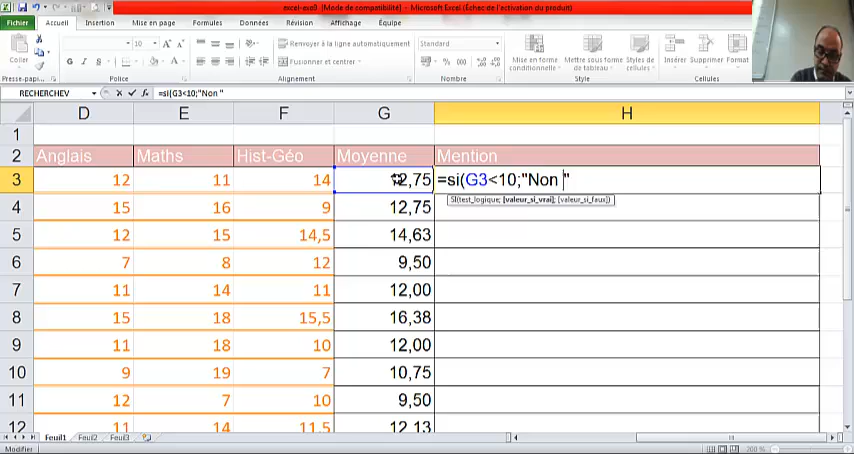 excel-eva9 [Mode de compatibilité] - Microsoft Excel (Échec de l'activation du produit)
Fichier Accueil Insertion Mise en page Formules Données Révision Affichage Équipe
10 A A Renvoyer à la ligne automatiquement Standard
Coller G I S A Fusionner et centrer % 000 Mise en forme conditionnelle Mettre sous forme de tableau Styles de cellules Insérer Supprimer Format
Presse-pap... Police Alignement Nombre Style Cellules
RECHERCHEV fx =si(G3<10;"Non "
D E F G H
1
2 Anglais Maths Hist-Géo Moyenne Mention
3 12 11 14 12,75 =si(G3<10;"Non "
SI(test_logique; [valeur_si_vrai]; [valeur_si_faux])
4 15 16 9 12,75
5 12 15 14,5 14,63
6 7 8 12 9,50
7 11 14 11 12,00
8 15 18 15,5 16,38
9 11 18 10 12,00
10 9 19 7 10,75
11 12 7 10 9,50
12 11 14 11,5 12,13
Feuil1 Feuil2 Feuil3
Modifier 200 %